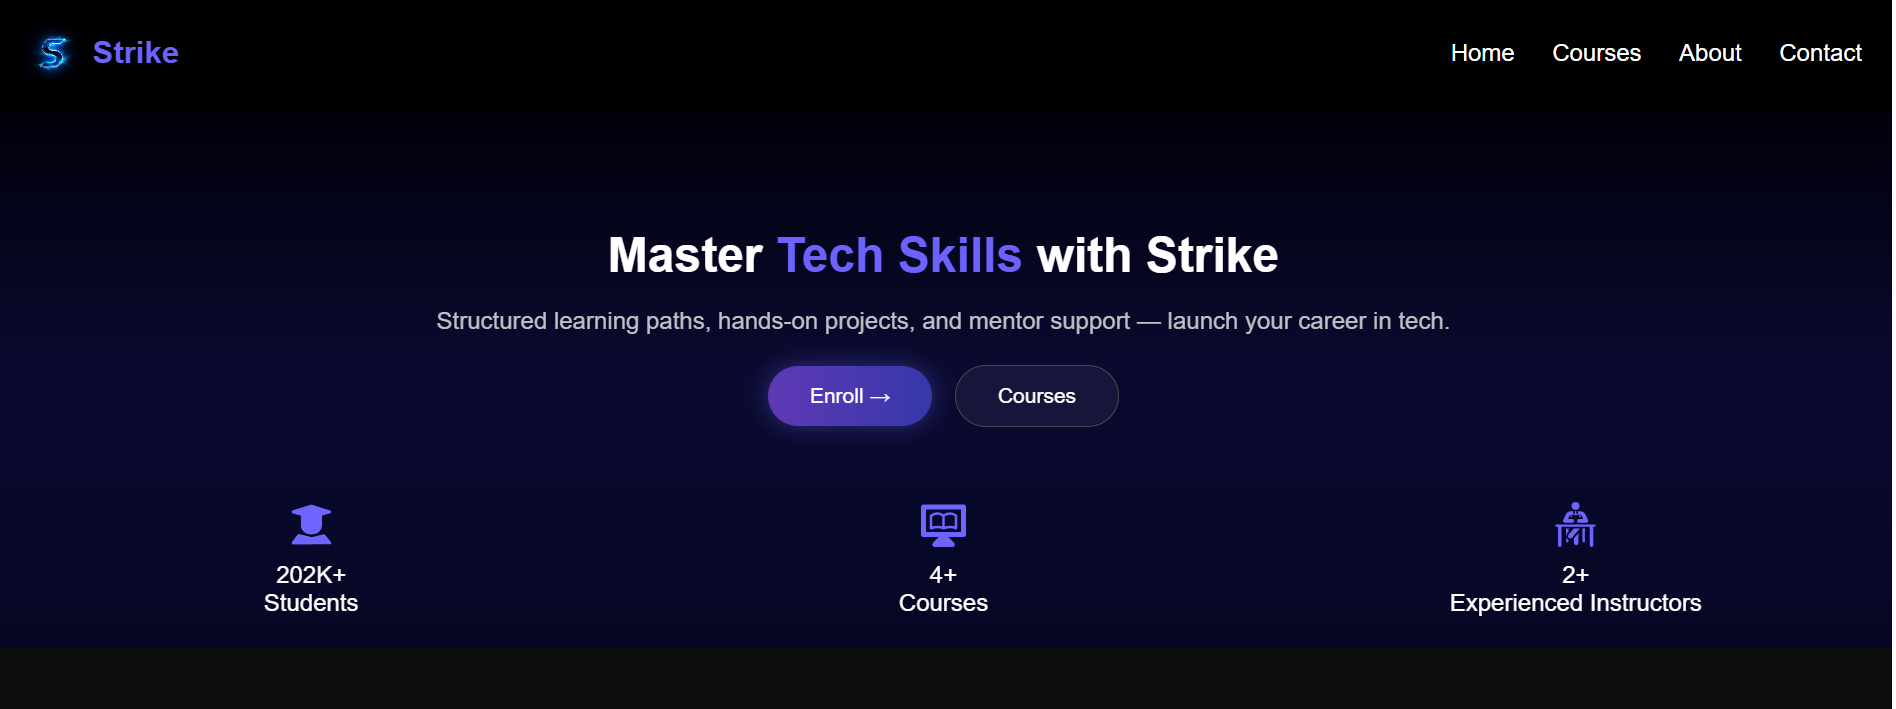 Strike
Home Courses About Contact
Master Tech Skills with Strike
Structured learning paths, hands-on projects, and mentor support — launch your career in tech.
Enroll →
Courses
202K+
Students
4+
Courses
2+
Experienced Instructors